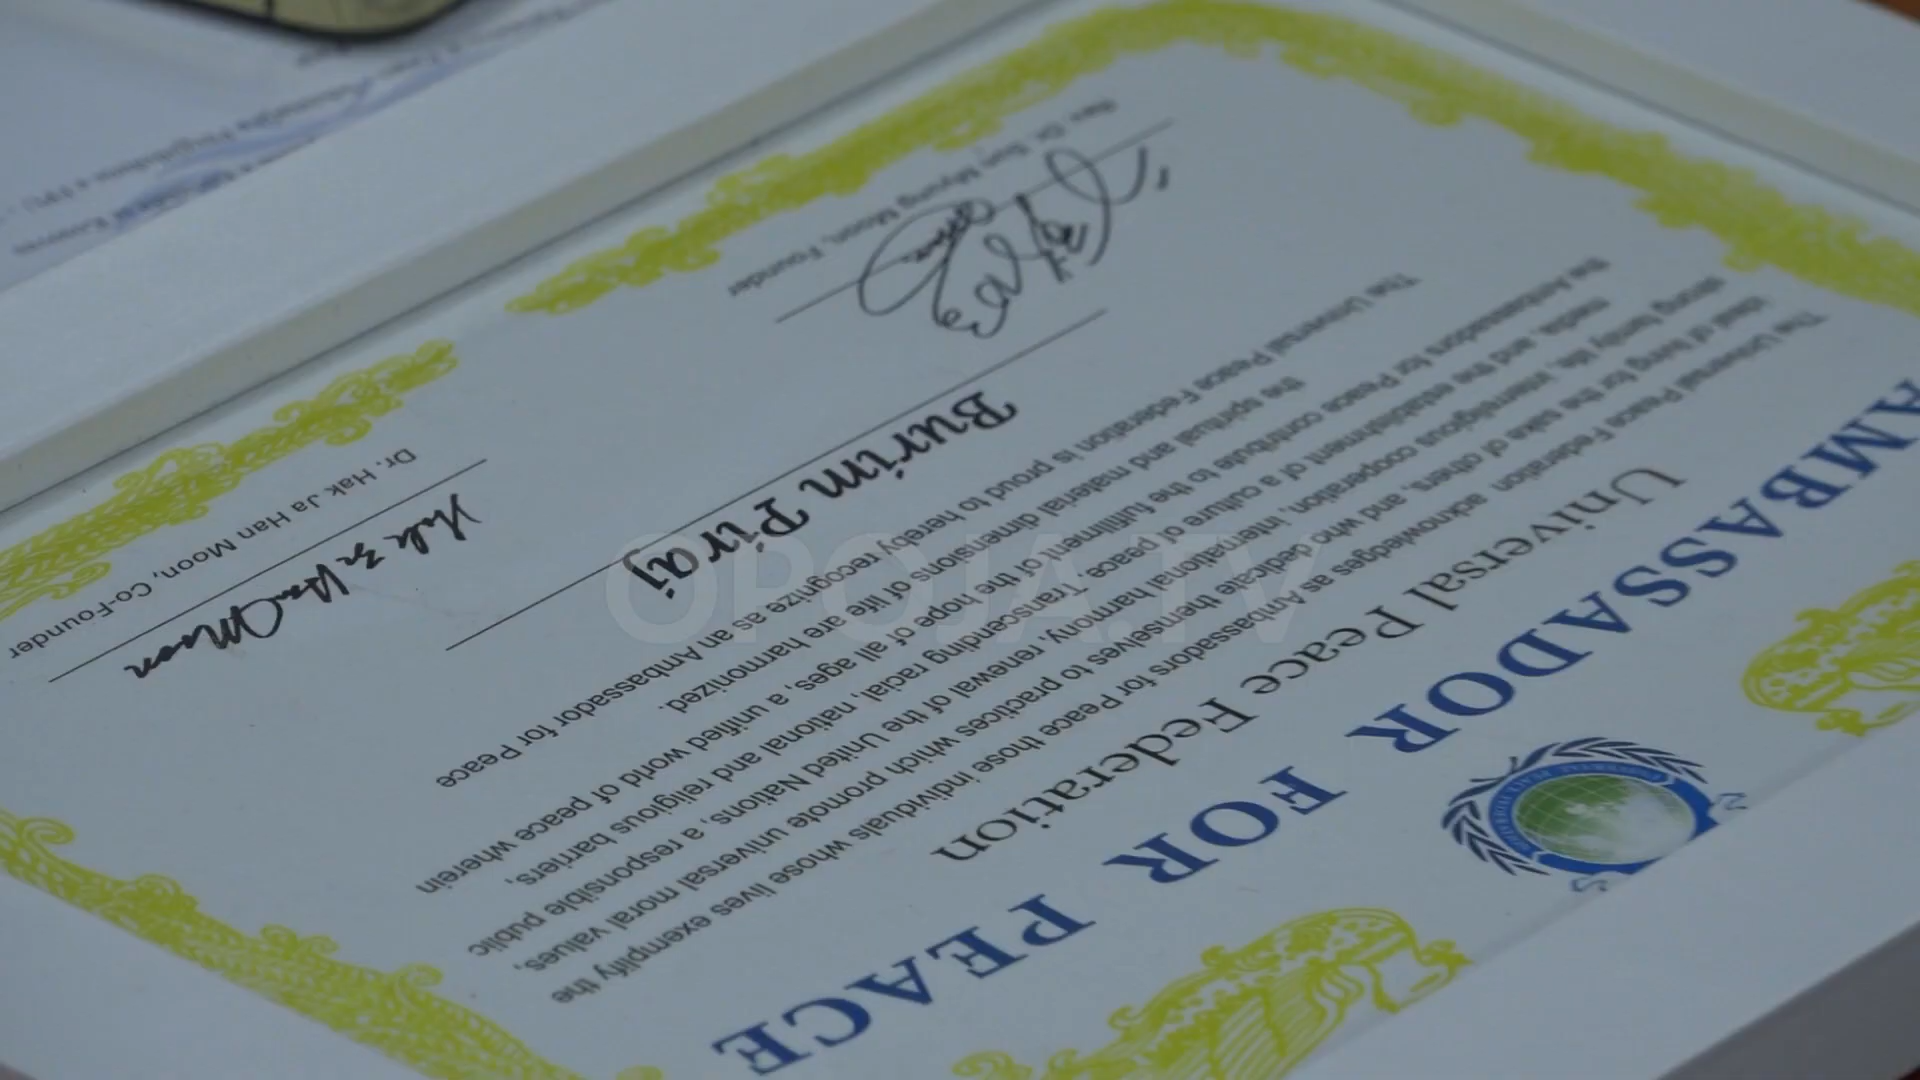 AMBASSADOR FOR PEACE
Universal Peace Federation
The Universal Peace Federation acknowledges as Ambassadors for Peace those individuals whose lives exemplify the
ideal of living for the sake of others, and who dedicate themselves to practices which promote universal moral values,
strong family life, interreligious cooperation, international harmony, renewal of the United Nations, a responsible public
media, and the establishment of a culture of peace. Transcending racial, national and religious barriers,
the Ambassadors for Peace contribute to the fulfillment of the hope of all ages, a unified world of peace wherein
the spiritual and material dimensions of life are harmonized.
The Universal Peace Federation is proud to hereby recognize as an Ambassador for Peace
Burim Piraj
Rev. Dr. Sun Myung Moon, Founder
Hak Ja Han Moon
Dr. Hak Ja Han Moon, Co-Founder
OPOJA.TV